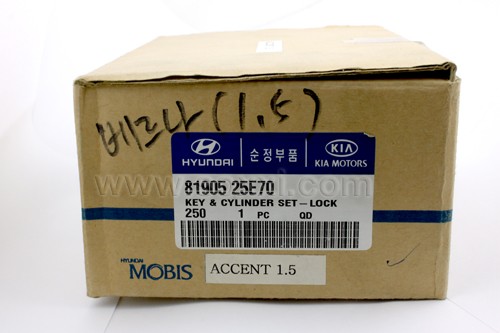 베르나 (1.5)
HYUNDAI
순정부품
KIA
KIA MOTORS
81905 25E70
KEY & CYLINDER SET-LOCK
250 1 PC QD
HYUNDAI
MOBIS
ACCENT 1.5